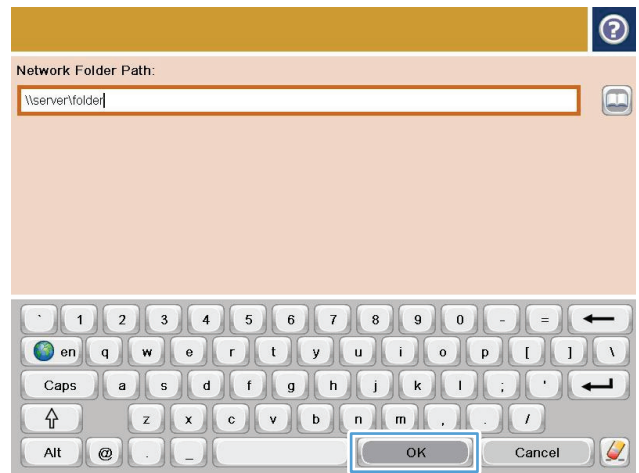 ?
Network Folder Path:
\\server\folder
` 1 2 3 4 5 6 7 8 9 0 - =
en q w e r t y u i o p [ ] \
Caps a s d f g h j k l ; '
z x c v b n m , . /
Alt @ . _ OK Cancel